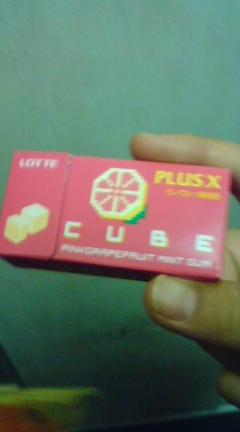 LOTTE
PLUS X
CUBE
PINK GRAPEFRUIT MINT GUM